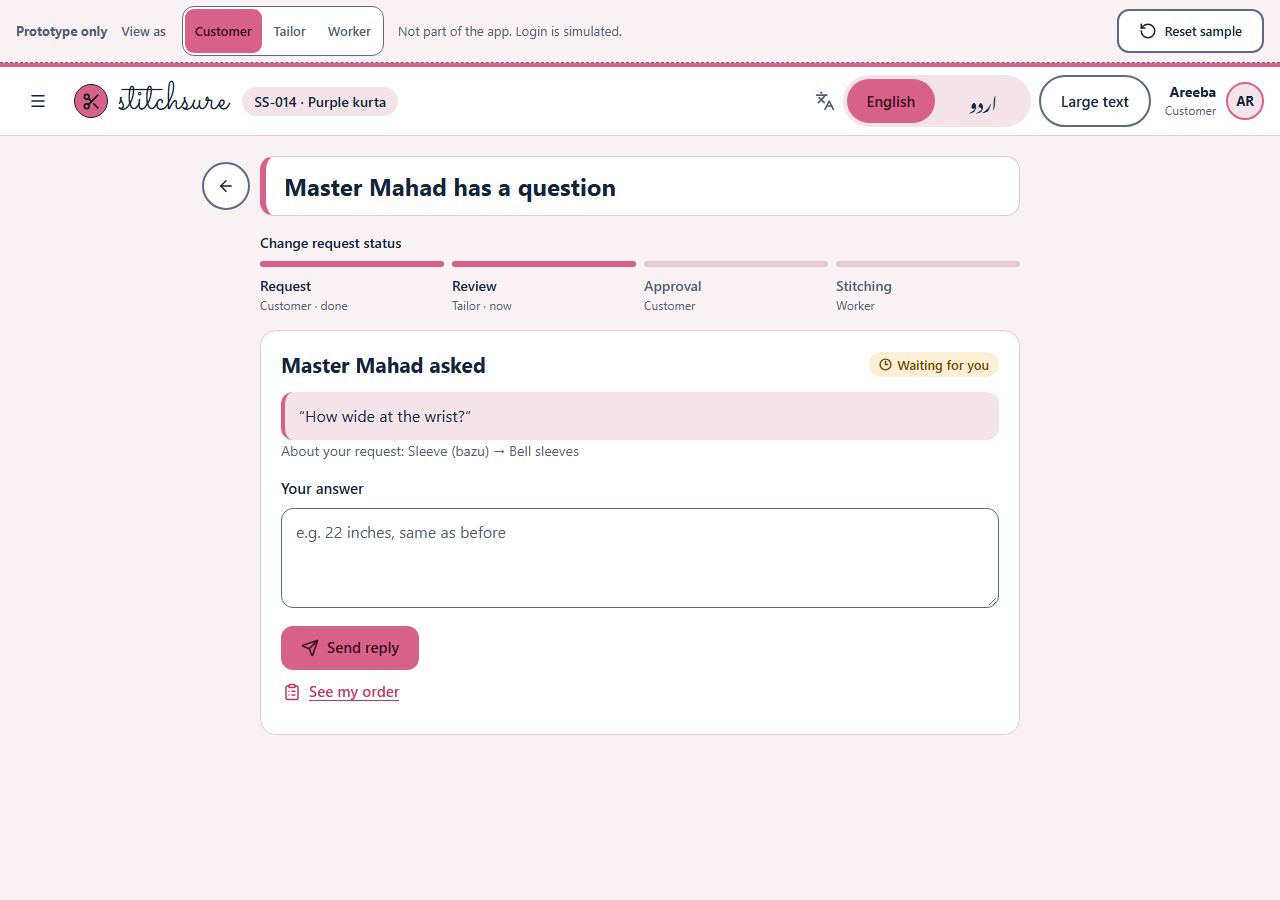 Prototype only View as Customer Tailor Worker Not part of the app. Login is simulated. Reset sample
stitchsure SS-014 · Purple kurta English اردو Large text Areeba Customer AR
Master Mahad has a question
Change request status
Request Review Approval Stitching
Customer · done Tailor · now Customer Worker
Master Mahad asked Waiting for you
“How wide at the wrist?”
About your request: Sleeve (bazu) → Bell sleeves
Your answer
e.g. 22 inches, same as before
Send reply
See my order